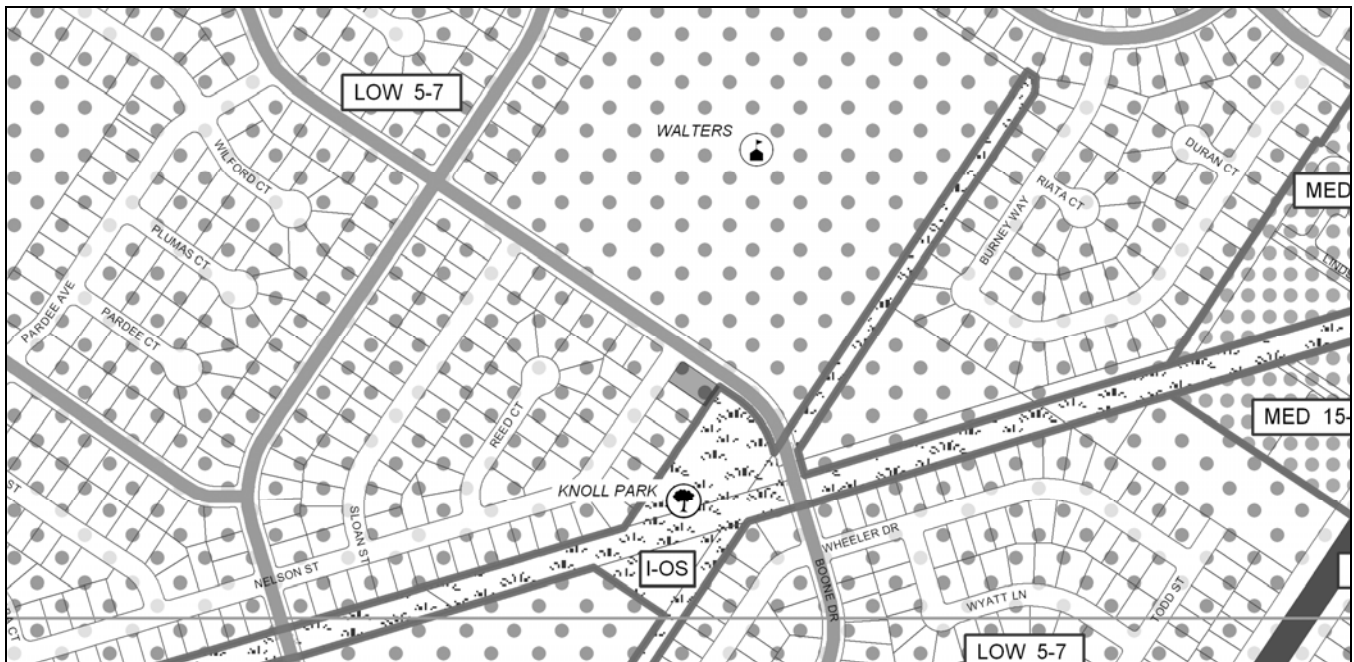 LOW 5-7
WALTERS
WILFORD CT
DURAN CT
RIATA CT
MED
BURNEY WAY
PLUMAS CT
PARDEE AVE
PARDEE CT
REED CT
MED 15-
KNOLL PARK
SLOAN ST
ST
WHEELER DR
NELSON ST
I-OS
BOONE DR
WYATT LN
TODD ST
CT
LOW 5-7